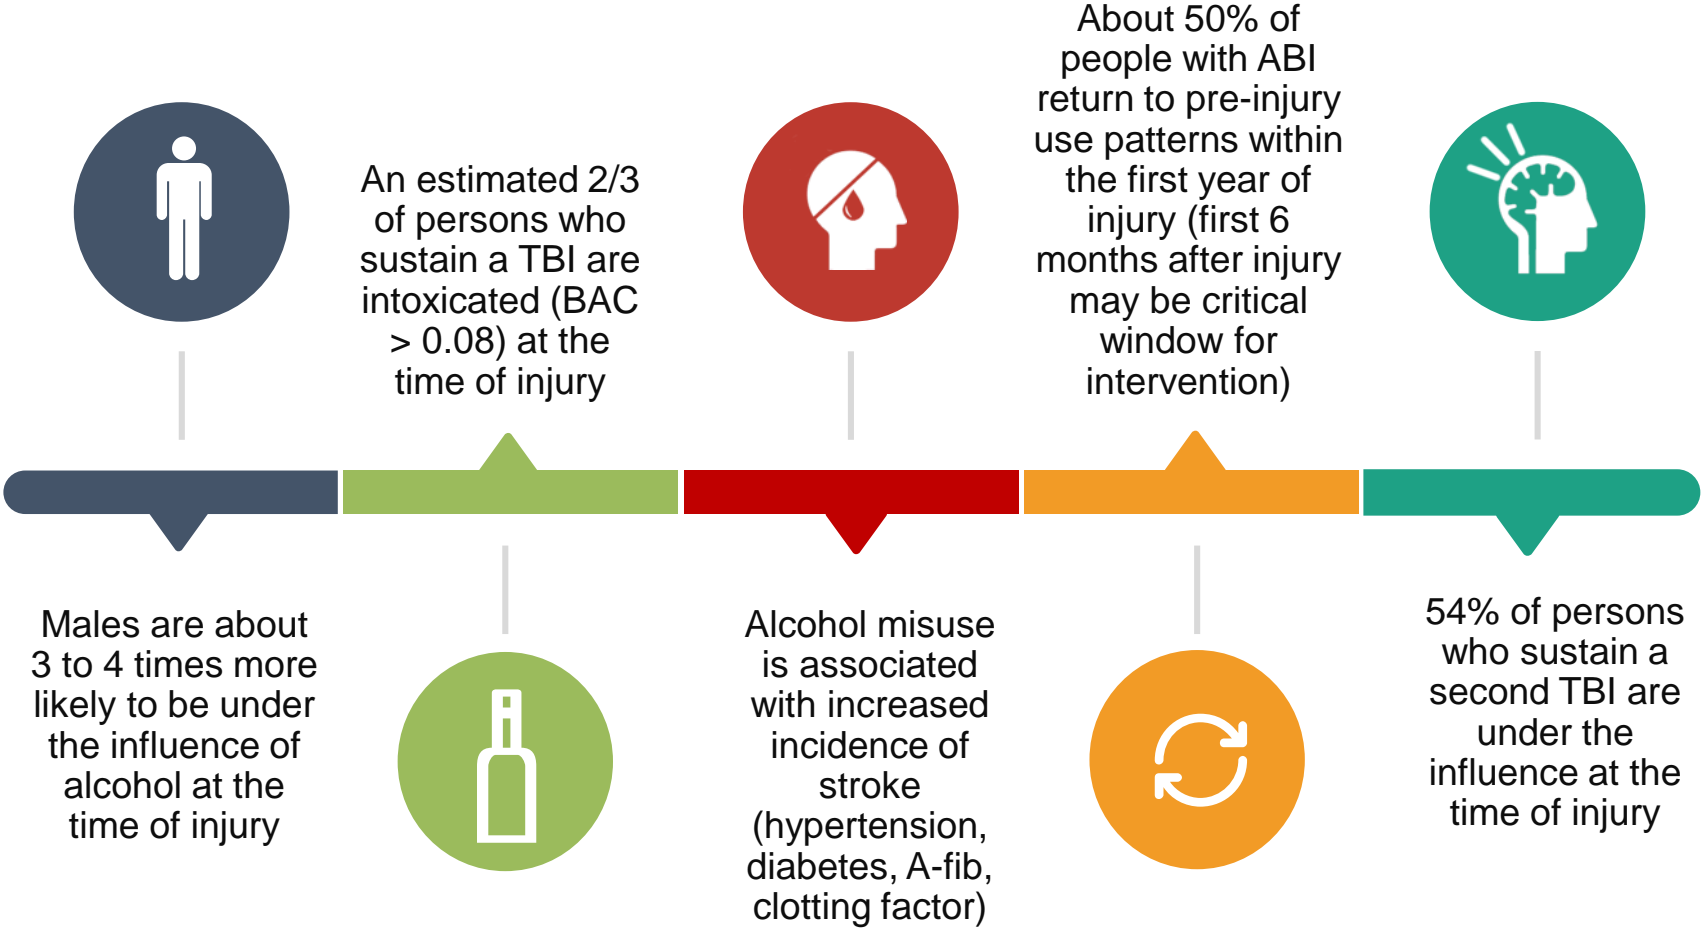 Males are about
3 to 4 times more
likely to be under
the influence of
alcohol at the
time of injury
An estimated 2/3
of persons who
sustain a TBI are
intoxicated (BAC
> 0.08) at the
time of injury
Alcohol misuse
is associated
with increased
incidence of
stroke
(hypertension,
diabetes, A-fib,
clotting factor)
About 50% of
people with ABI
return to pre-injury
use patterns within
the first year of
injury (first 6
months after injury
may be critical
window for
intervention)
54% of persons
who sustain a
second TBI are
under the
influence at the
time of injury